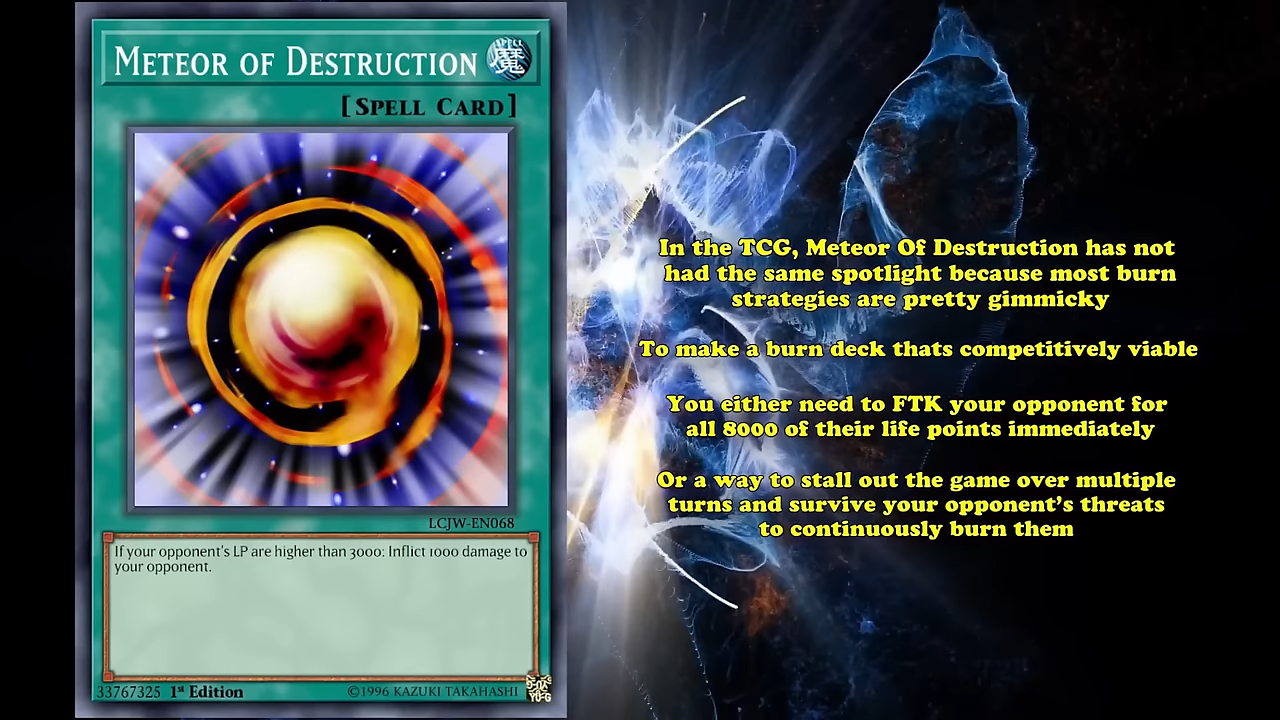 METEOR OF DESTRUCTION
SPELL
魔
[SPELL CARD]
LCJW-EN068
If your opponent's LP are higher than 3000: Inflict 1000 damage to
your opponent.
33767325 1st Edition
©1996 KAZUKI TAKAHASHI
In the TCG, Meteor Of Destruction has not
had the same spotlight because most burn
strategies are pretty gimmicky
To make a burn deck thats competitively viable
You either need to FTK your opponent for
all 8000 of their life points immediately
Or a way to stall out the game over multiple
turns and survive your opponent's threats
to continuously burn them